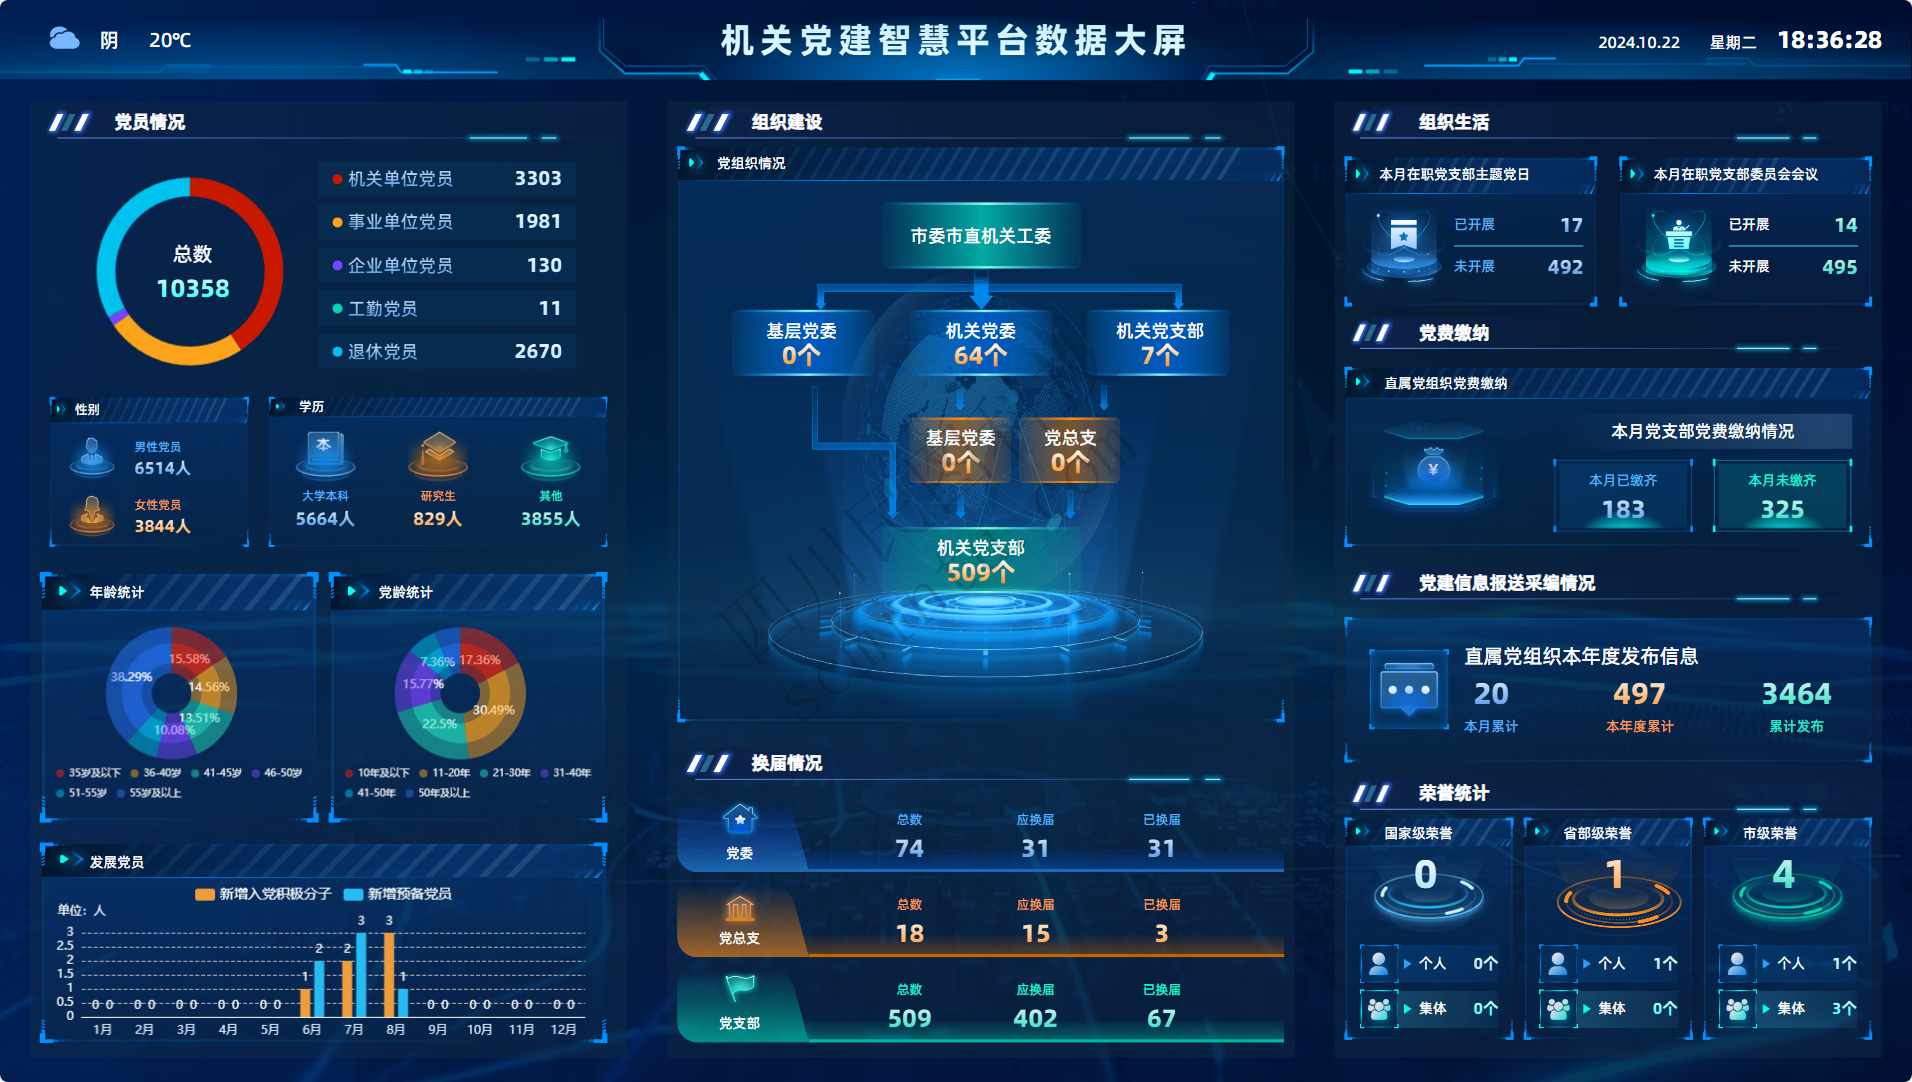 阴 20℃
机关党建智慧平台数据大屏
2024.10.22 星期二 18:36:28
党员情况
总数
10358
机关单位党员 3303
事业单位党员 1981
企业单位党员 130
工勤党员 11
退休党员 2670
性别
男性党员
6514人
女性党员
3844人
学历
本
大学本科
5664人
研究生
829人
其他
3855人
年龄统计
15.58%
14.56%
13.51%
10.08%
38.29%
35岁及以下 36-40岁 41-45岁 46-50岁
51-55岁 55岁及以上
党龄统计
7.36% 17.36%
15.77%
30.49%
22.5%
10年及以下 11-20年 21-30年 31-40年
41-50年 50年及以上
发展党员
新增入党积极分子 新增预备党员
单位: 人
3
2.5
2
1.5
1
0.5
0
0 0 0 0 0 0 0 0 0 0 1 2 2 3 3 1 0 0 0 0 0 0 0 0
1月 2月 3月 4月 5月 6月 7月 8月 9月 10月 11月 12月
组织建设
党组织情况
市委市直机关工委
基层党委
0个
机关党委
64个
机关党支部
7个
基层党委
0个
党总支
0个
机关党支部
509个
换届情况
党委
总数 应换届 已换届
74 31 31
党总支
总数 应换届 已换届
18 15 3
党支部
总数 应换届 已换届
509 402 67
组织生活
本月在职党支部主题党日
已开展 17
未开展 492
本月在职党支部委员会会议
已开展 14
未开展 495
党费缴纳
直属党组织党费缴纳
¥
本月党支部党费缴纳情况
本月已缴齐
183
本月未缴齐
325
党建信息报送采编情况
直属党组织本年度发布信息
20 497 3464
本月累计 本年度累计 累计发布
荣誉统计
国家级荣誉
0
个人 0个
集体 0个
省部级荣誉
1
个人 1个
集体 0个
市级荣誉
4
个人 1个
集体 3个